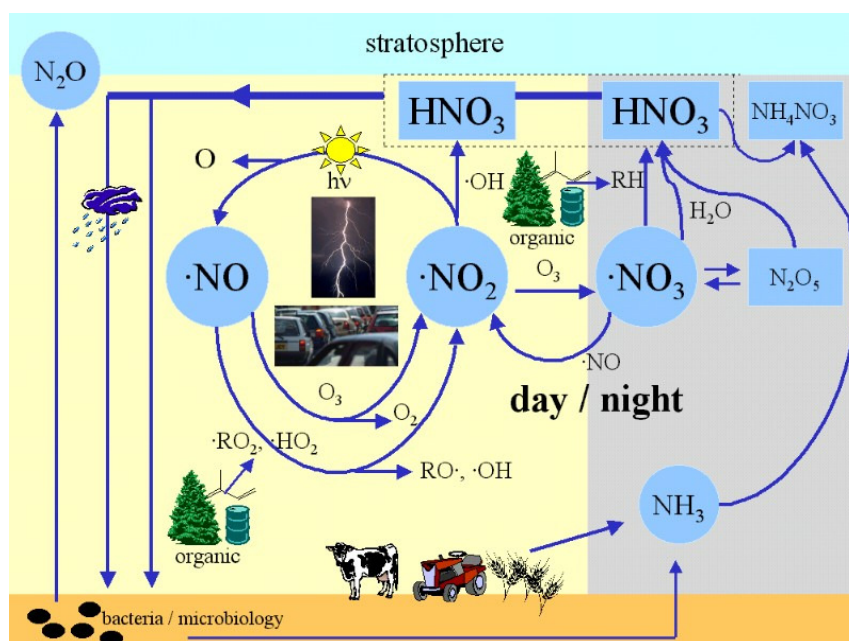 stratosphere
N₂O
HNO₃
HNO₃
NH₄NO₃
O
hν
·OH
RH
organic
H₂O
·NO
·NO₂
O₃
·NO₃
N₂O₅
·NO
O₃
O₂
day / night
·RO₂, ·HO₂
RO·, ·OH
organic
NH₃
bacteria / microbiology